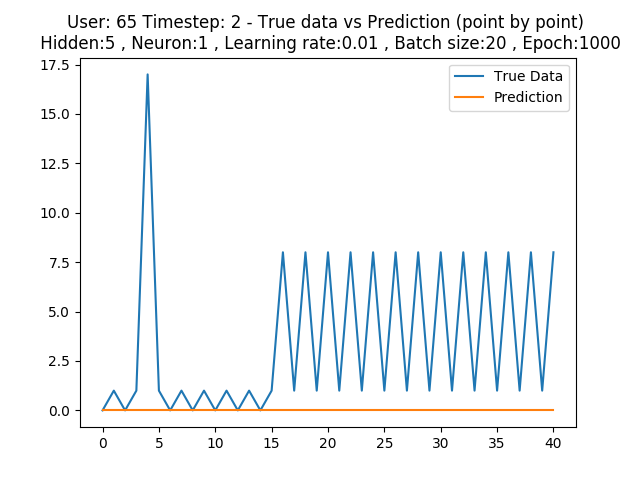 User: 65 Timestep: 2 - True data vs Prediction (point by point)
Hidden:5 , Neuron:1 , Learning rate:0.01 , Batch size:20 , Epoch:1000
True Data
Prediction
17.5
15.0
12.5
10.0
7.5
5.0
2.5
0.0
0 5 10 15 20 25 30 35 40